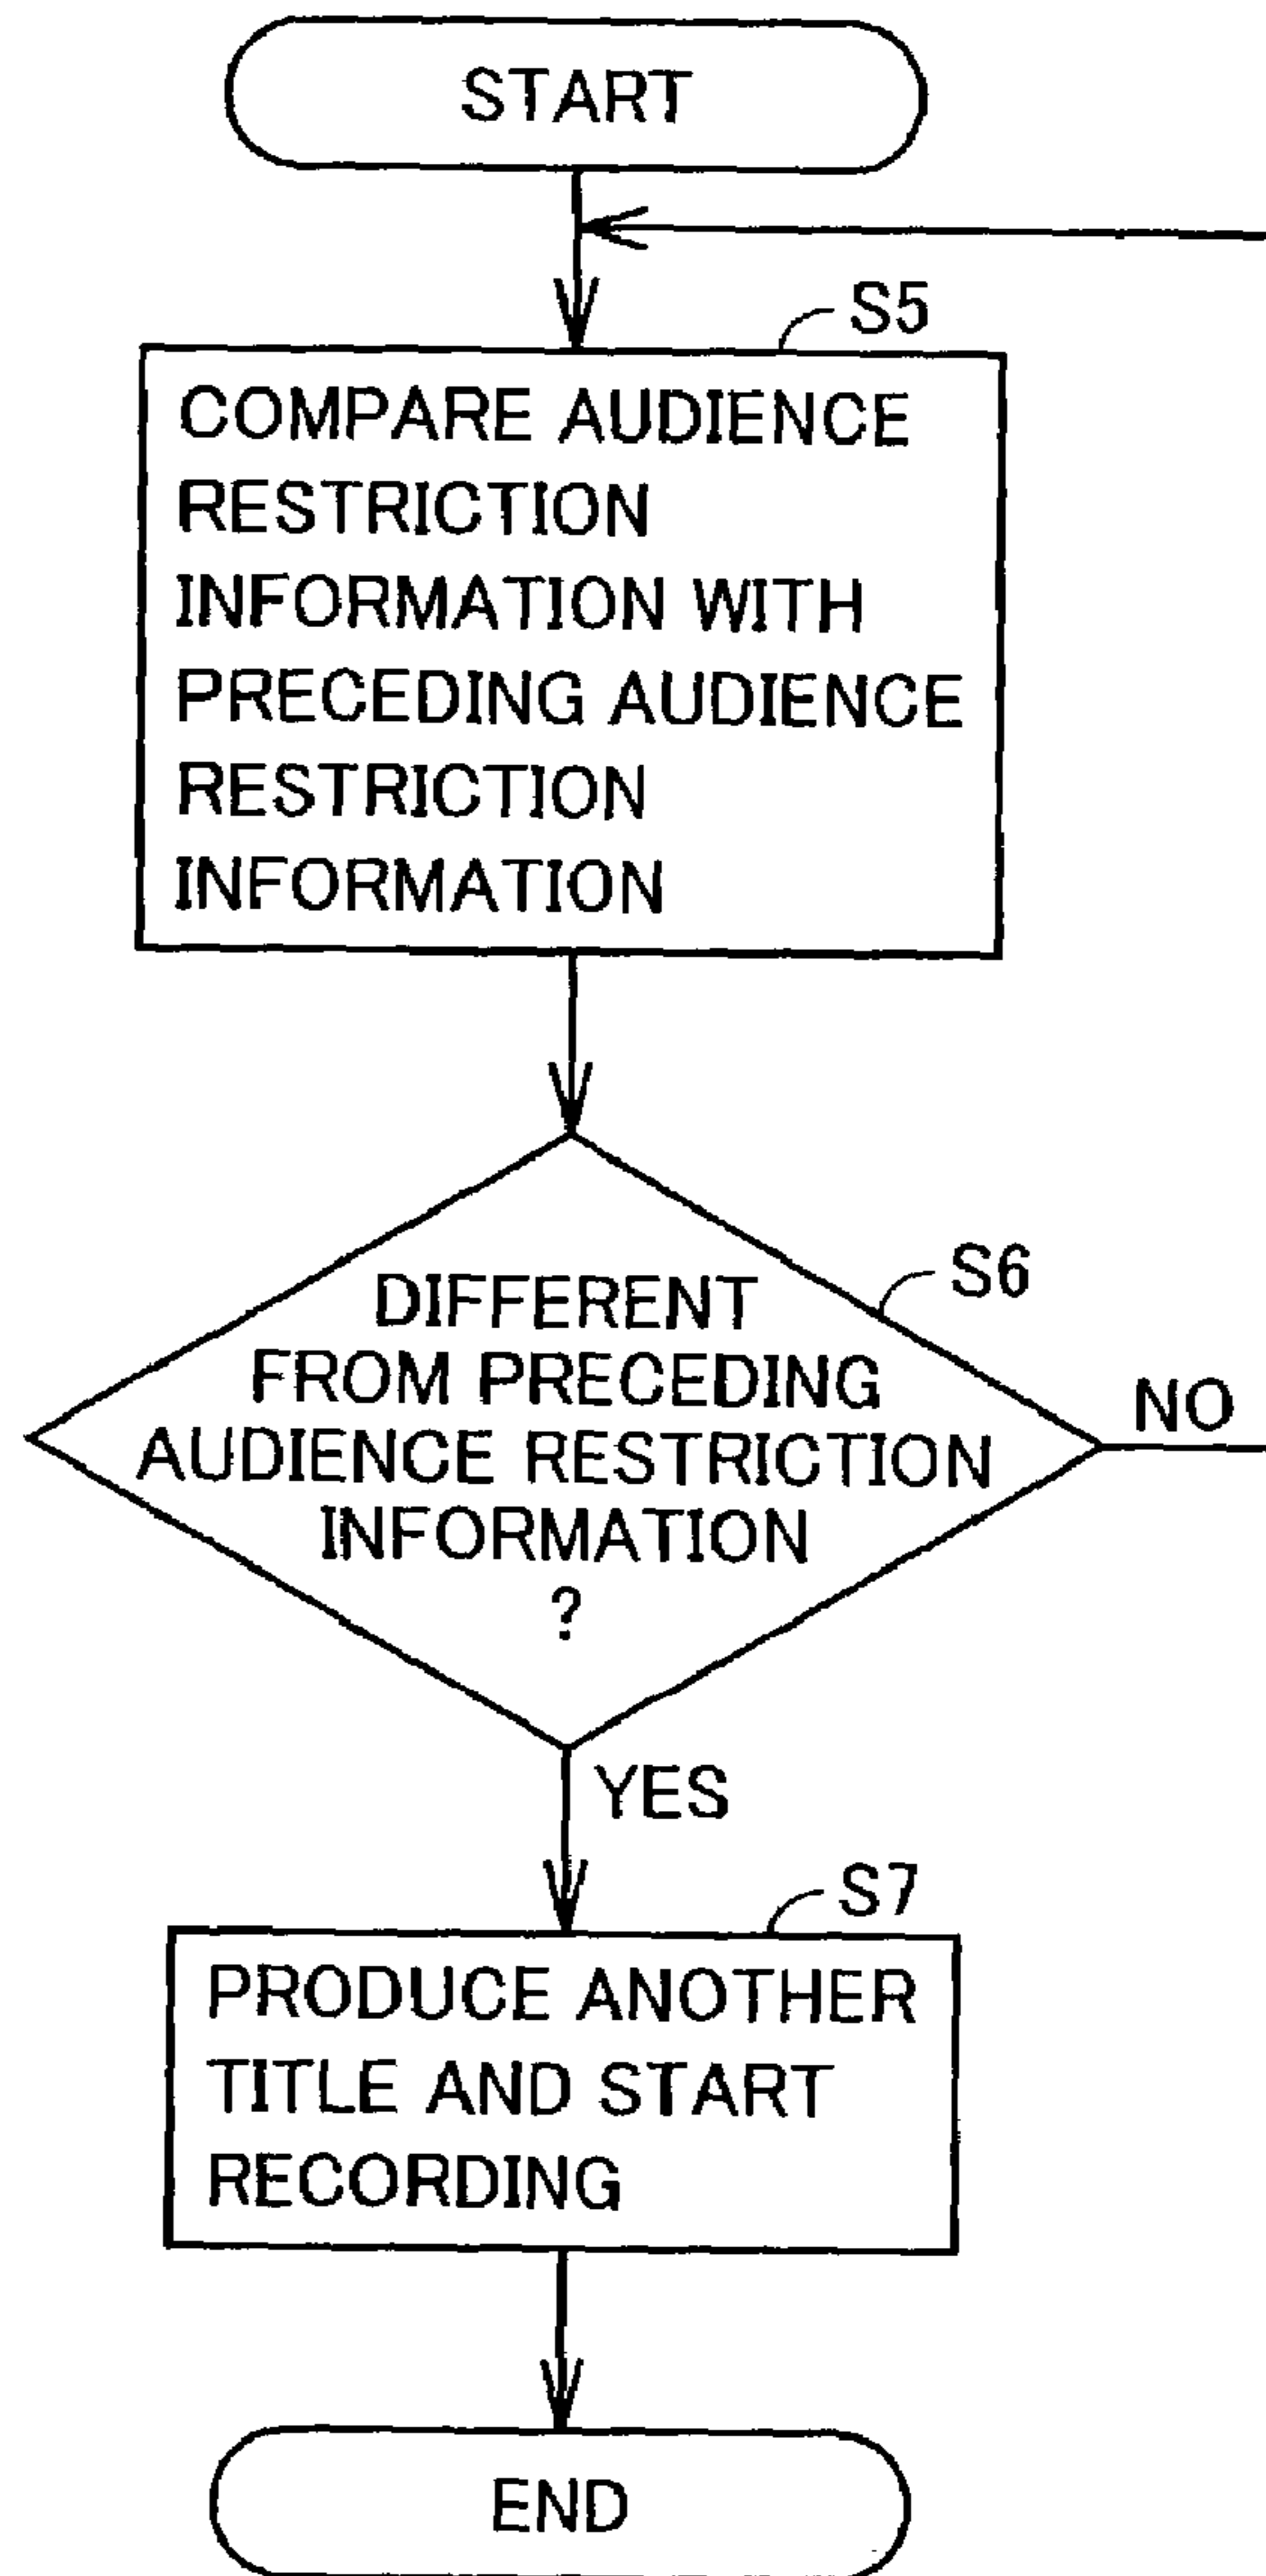 START
S5
COMPARE AUDIENCE
RESTRICTION
INFORMATION WITH
PRECEDING AUDIENCE
RESTRICTION
INFORMATION
S6
DIFFERENT
FROM PRECEDING
AUDIENCE RESTRICTION
INFORMATION
?
NO
YES
S7
PRODUCE ANOTHER
TITLE AND START
RECORDING
END